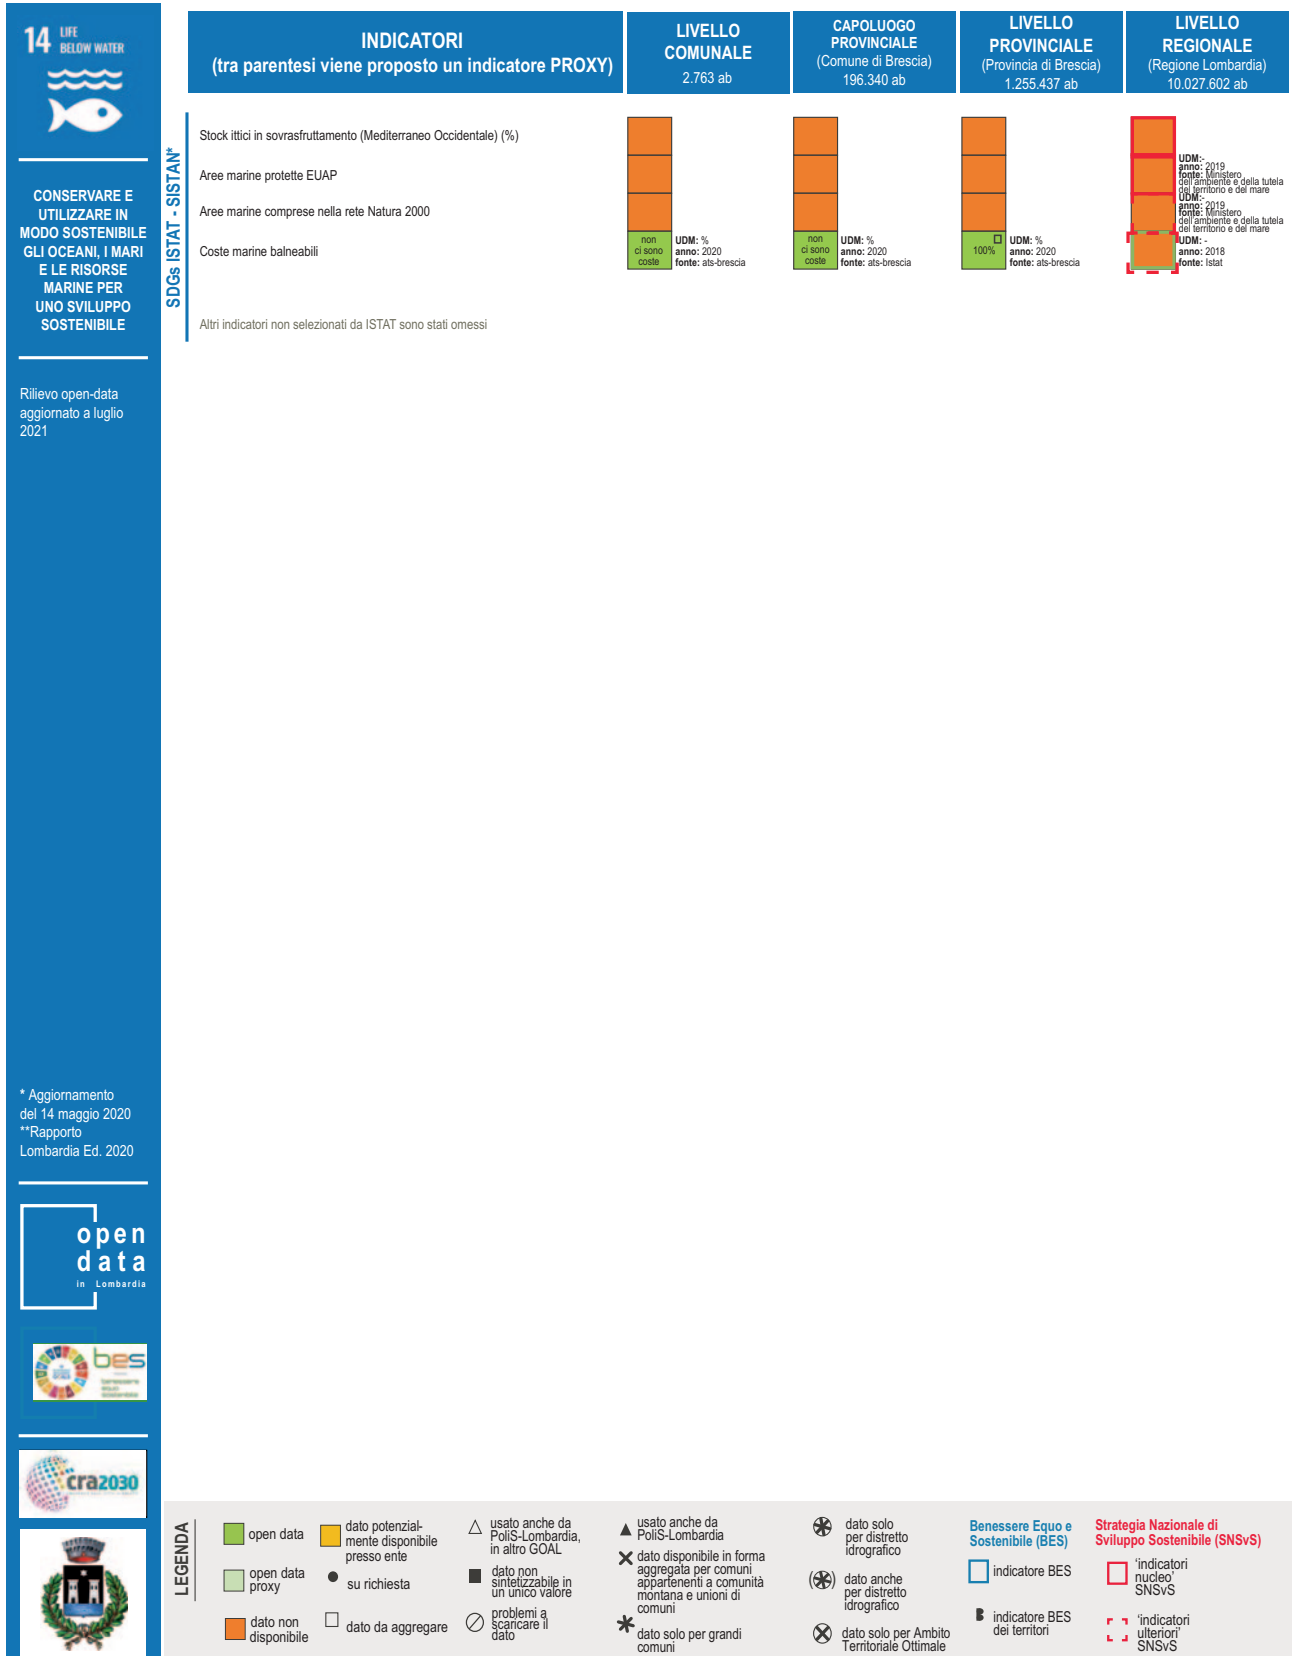 14 LIFE
BELOW WATER
CONSERVARE E
UTILIZZARE IN
MODO SOSTENIBILE
GLI OCEANI, I MARI
E LE RISORSE
MARINE PER
UNO SVILUPPO
SOSTENIBILE
Rilievo open-data
aggiornato a luglio
2021
* Aggiornamento
del 14 maggio 2020
**Rapporto
Lombardia Ed. 2020
open
data
in Lombardia
bes
benessere
equo
sostenibile
cra2030
INDICATORI
(tra parentesi viene proposto un indicatore PROXY)
LIVELLO
COMUNALE
2.763 ab
CAPOLUOGO
PROVINCIALE
(Comune di Brescia)
196.340 ab
LIVELLO
PROVINCIALE
(Provincia di Brescia)
1.255.437 ab
LIVELLO
REGIONALE
(Regione Lombardia)
10.027.602 ab
SDGs ISTAT - SISTAN*
Stock ittici in sovrasfruttamento (Mediterraneo Occidentale) (%)
Aree marine protette EUAP
UDM:-
anno: 2019
fonte: Ministero
dell'ambiente e della tutela
del territorio e del mare
Aree marine comprese nella rete Natura 2000
UDM:-
anno: 2019
fonte: Ministero
dell'ambiente e della tutela
del territorio e del mare
Coste marine balneabili
non
ci sono
coste
UDM: %
anno: 2020
fonte: ats-brescia
non
ci sono
coste
UDM: %
anno: 2020
fonte: ats-brescia
100%
UDM: %
anno: 2020
fonte: ats-brescia
UDM: -
anno: 2018
fonte: Istat
Altri indicatori non selezionati da ISTAT sono stati omessi
LEGENDA
open data
open data
proxy
dato non
disponibile
dato potenzial-
mente disponibile
presso ente
su richiesta
dato da aggregare
usato anche da
PoliS-Lombardia,
in altro GOAL
dato non
sintetizzabile in
un unico valore
problemi a
scaricare il
dato
usato anche da
PoliS-Lombardia
dato disponibile in forma
aggregata per comuni
appartenenti a comunità
montana e unioni di
comuni
dato solo per grandi
comuni
dato solo
per distretto
idrografico
dato anche
per distretto
idrografico
dato solo per Ambito
Territoriale Ottimale
Benessere Equo e
Sostenibile (BES)
indicatore BES
indicatore BES
dei territori
Strategia Nazionale di
Sviluppo Sostenibile (SNSvS)
'indicatori
nucleo'
SNSvS
'indicatori
ulteriori'
SNSvS